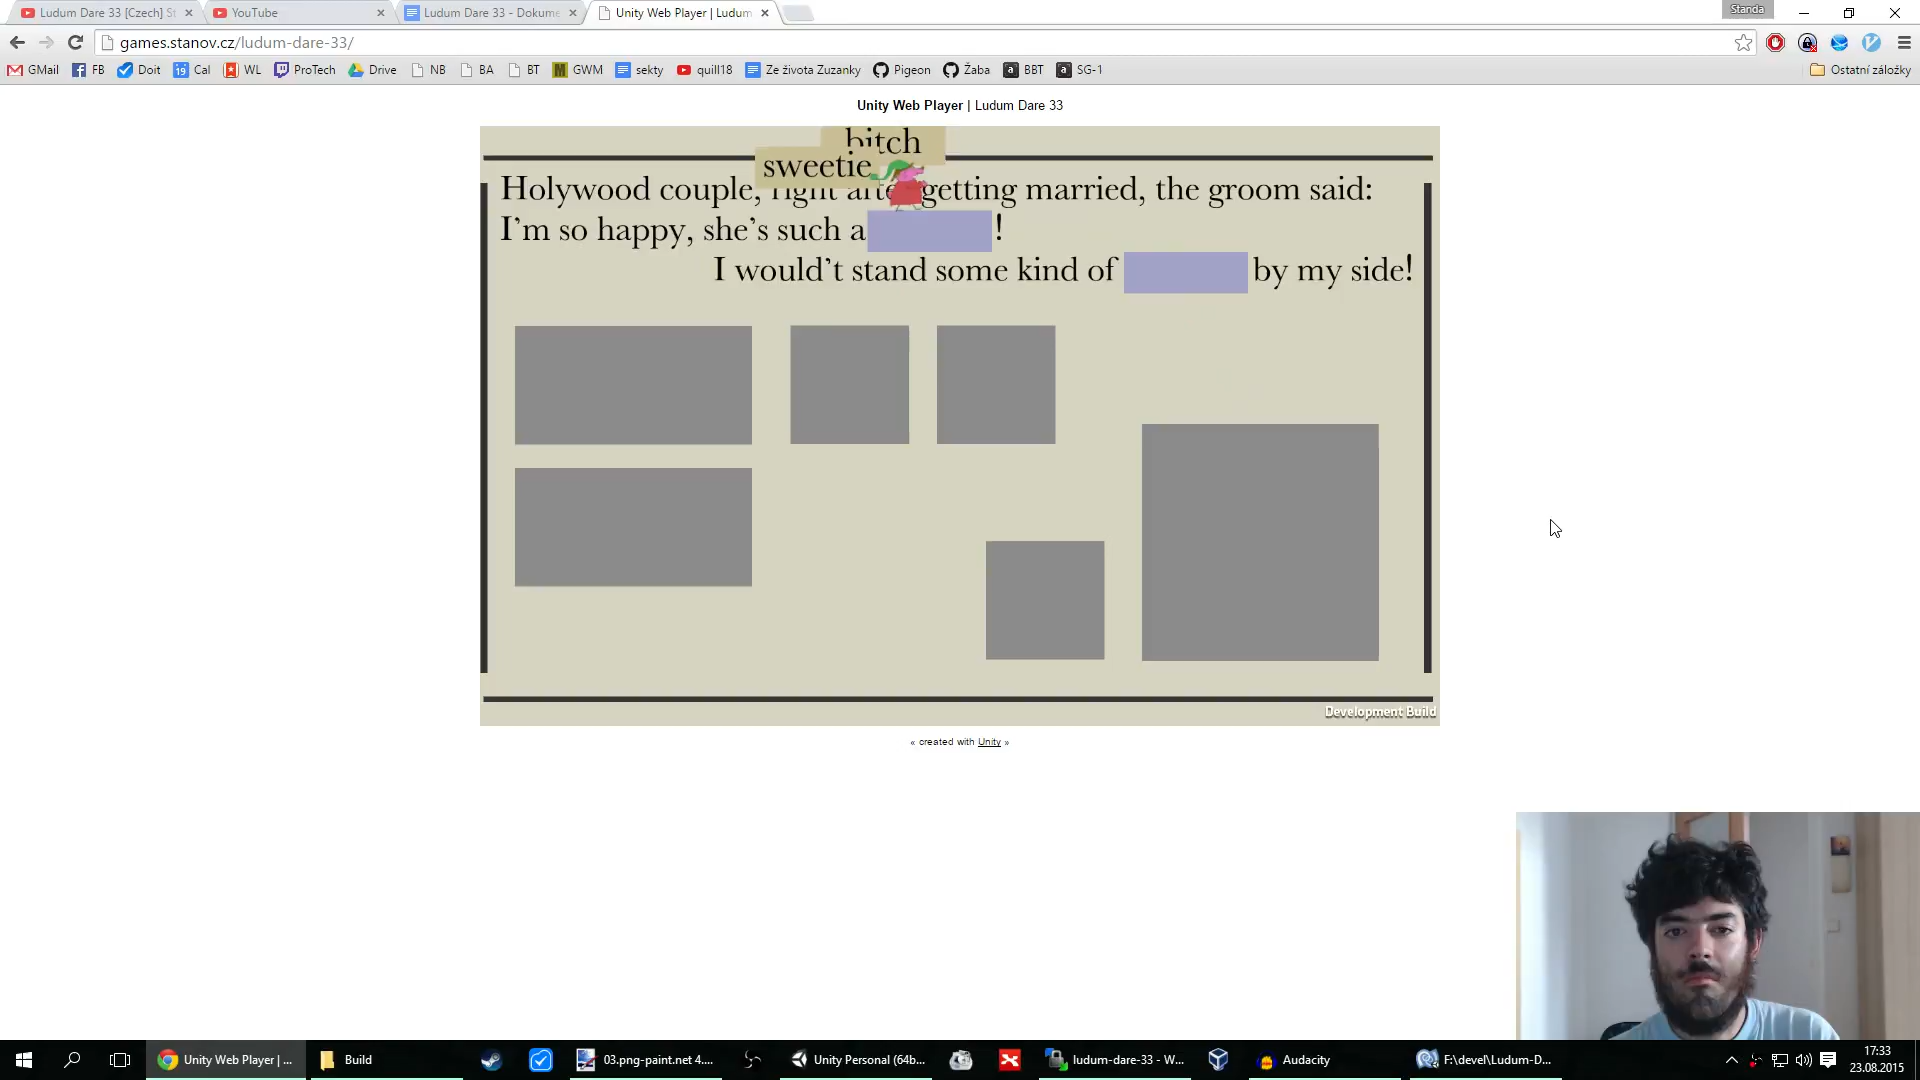 Ludum Dare 33 [Czech] St
YouTube
Ludum Dare 33 - Dokume
Unity Web Player | Ludum
Standa
games.stanov.cz/ludum-dare-33/
GMail FB Doit Cal WL ProTech Drive NB BA BT GWM sekty quill18 Ze života Zuzanky Pigeon Žaba BBT SG-1 Ostatní záložky
Unity Web Player | Ludum Dare 33
bitch
sweetie
Holywood couple, right after getting married, the groom said:
I'm so happy, she's such a !
I would't stand some kind of by my side!
Development Build
« created with Unity »
Unity Web Player | ... Build 03.png-paint.net 4.... Unity Personal (64b... ludum-dare-33 - W... Audacity F:\devel\Ludum-D...
17:33
23.08.2015